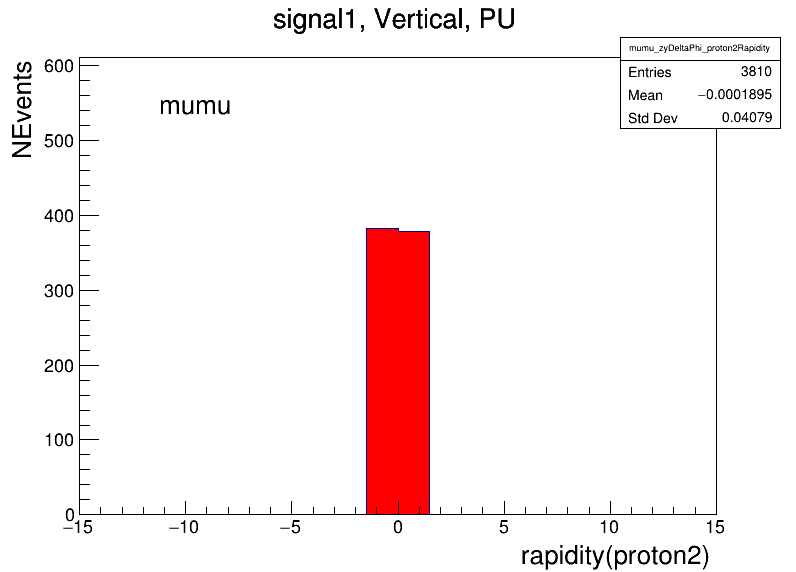 signal1, Vertical, PU
mumu_zyDeltaPhi_proton2Rapidity
Entries 3810
Mean −0.0001895
Std Dev 0.04079
NEvents
mumu
600
500
400
300
200
100
0
−15 −10 −5 0 5 10 15
rapidity(proton2)